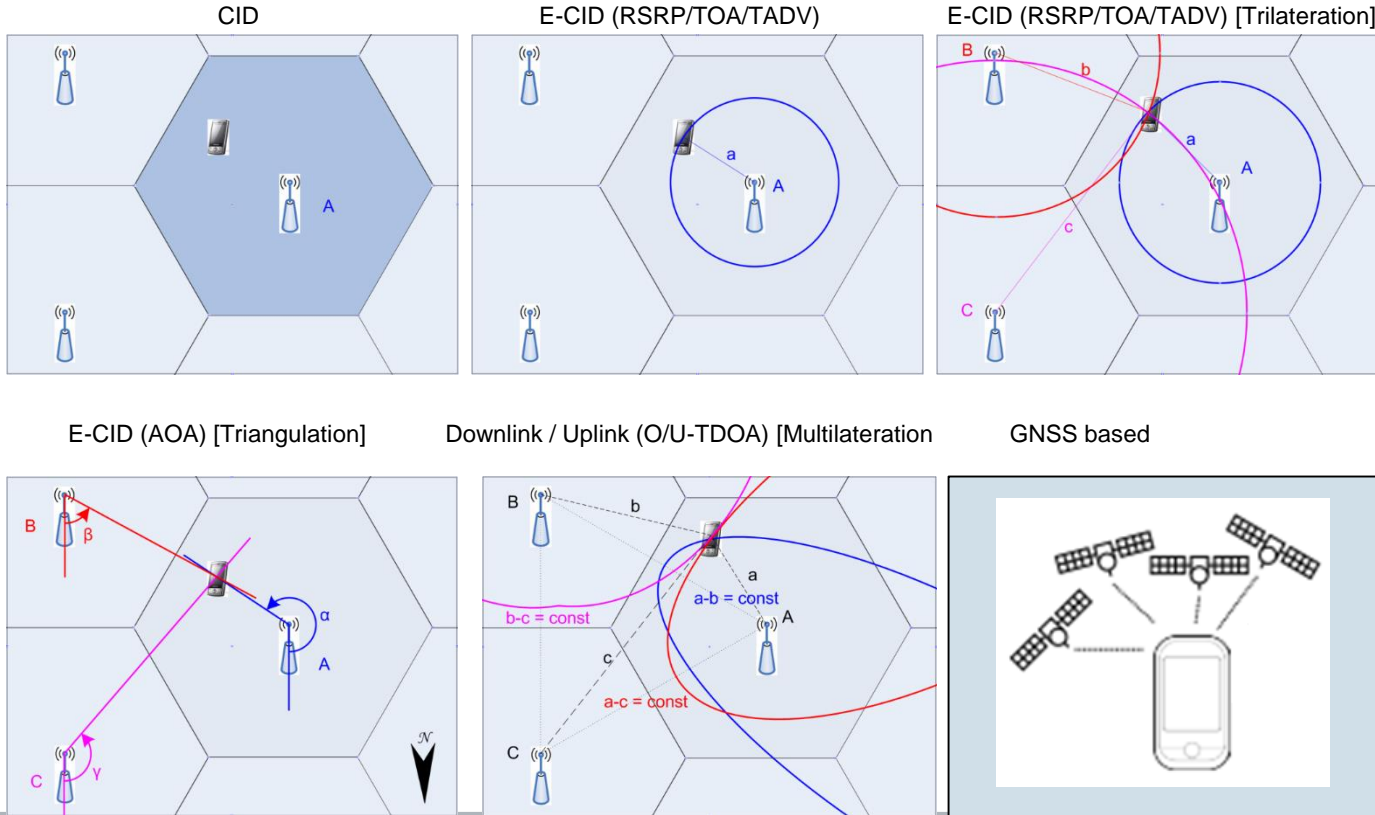 CID
E-CID (RSRP/TOA/TADV)
E-CID (RSRP/TOA/TADV) [Trilateration]
A
a
A
B
b
a
A
c
C
E-CID (AOA) [Triangulation]
Downlink / Uplink (O/U-TDOA) [Multilateration
GNSS based
B
β
α
A
C
γ
N
B
b
a
a-b = const
A
b-c = const
c
a-c = const
C